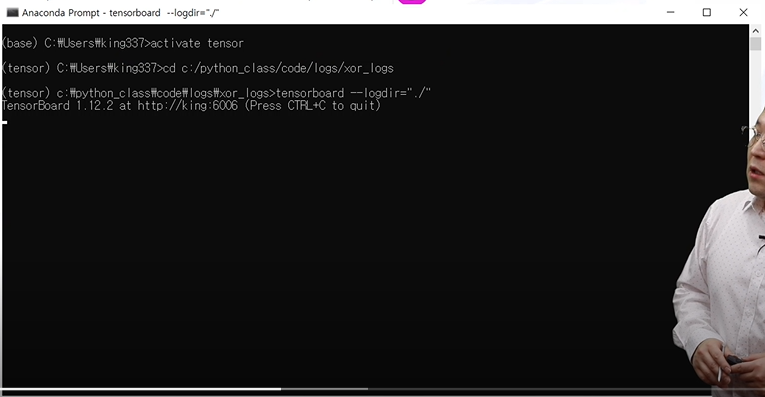 Anaconda Prompt - tensorboard --logdir="./"
(base) C:₩Users₩king337>activate tensor
(tensor) C:₩Users₩king337>cd c:/python_class/code/logs/xor_logs
(tensor) c:₩python_class₩code₩logs₩xor_logs>tensorboard --logdir="./"
TensorBoard 1.12.2 at http://king:6006 (Press CTRL+C to quit)